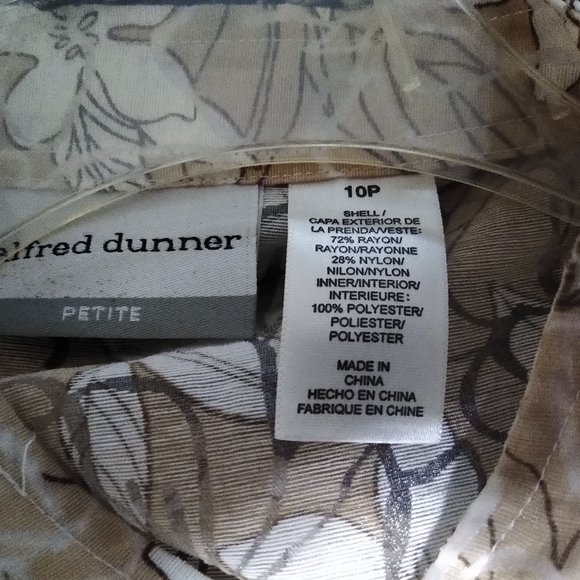 alfred dunner
PETITE
10P
SHELL/
CAPA EXTERIOR DE
LA PRENDA/VESTE:
72% RAYON/
RAYON/RAYONNE
28% NYLON/
NILON/NYLON
INNER/INTERIOR/
INTERIEURE:
100% POLYESTER/
POLIESTER/
POLYESTER
MADE IN
CHINA
HECHO EN CHINA
FABRIQUE EN CHINE